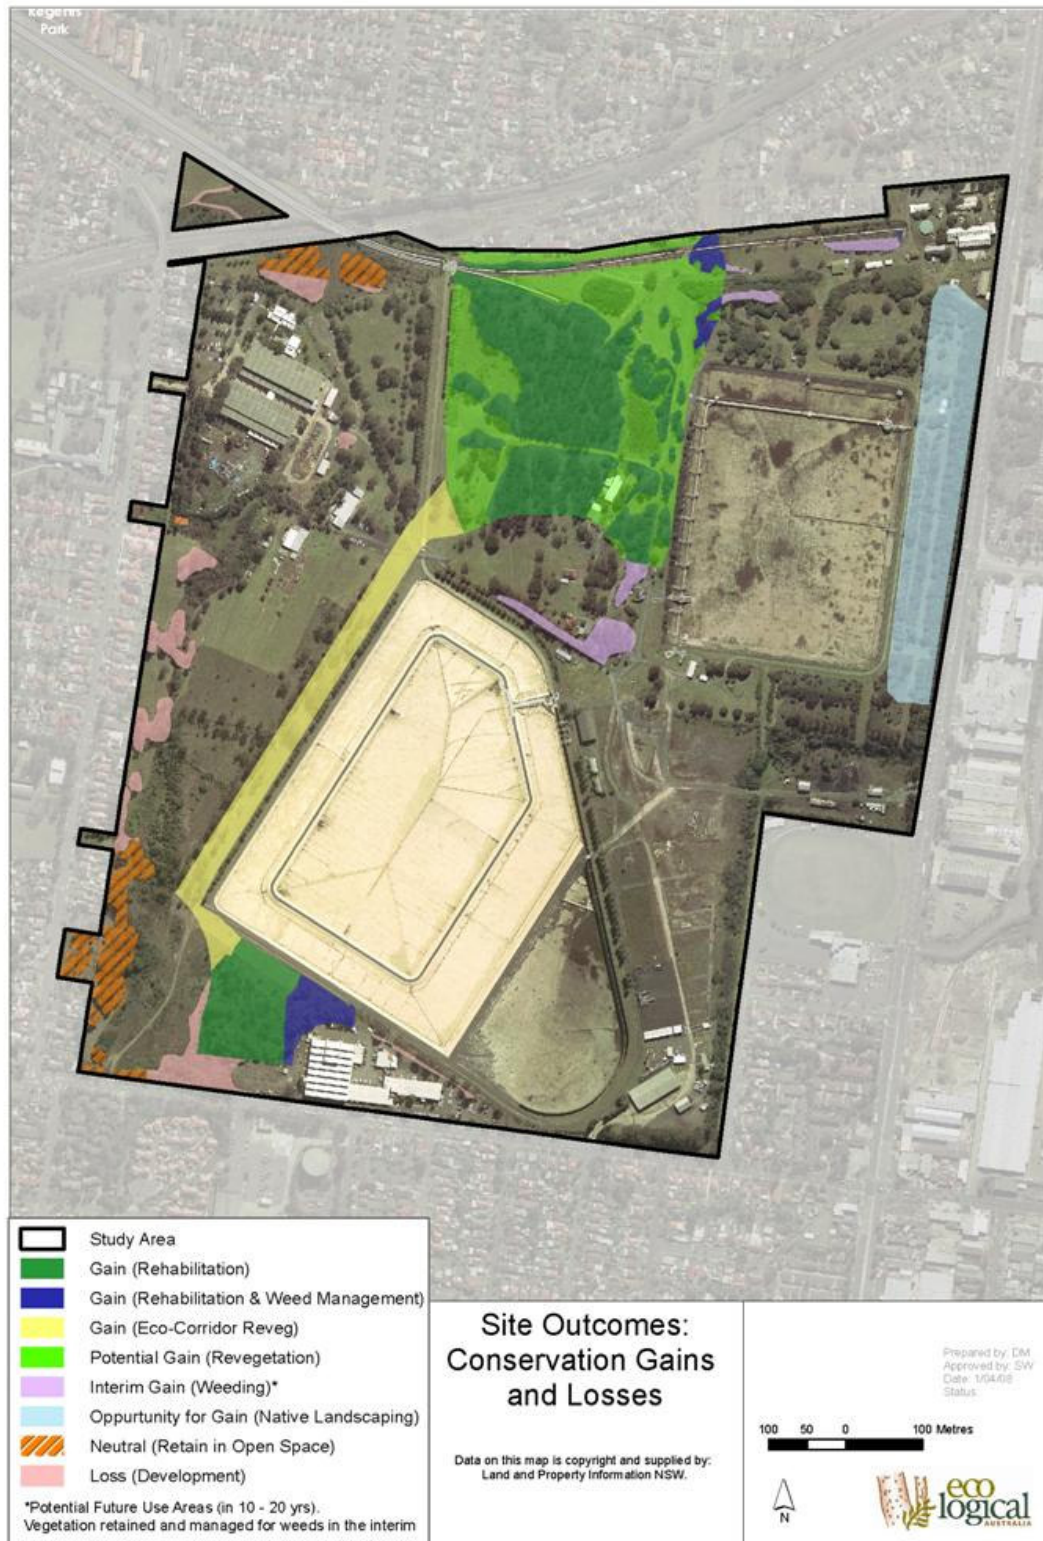 Regents
Park
Study Area
Gain (Rehabilitation)
Gain (Rehabilitation & Weed Management)
Gain (Eco-Corridor Reveg)
Potential Gain (Revegetation)
Interim Gain (Weeding)*
Oppurtunity for Gain (Native Landscaping)
Neutral (Retain in Open Space)
Loss (Development)
*Potential Future Use Areas (in 10 - 20 yrs).
Vegetation retained and managed for weeds in the interim
Site Outcomes:
Conservation Gains
and Losses
Data on this map is copyright and supplied by:
Land and Property Information NSW.
Prepared by: DM
Approved by: SW
Date: 1/04/08
Status:
100 50 0 100 Metres
N
eco
logical
AUSTRALIA